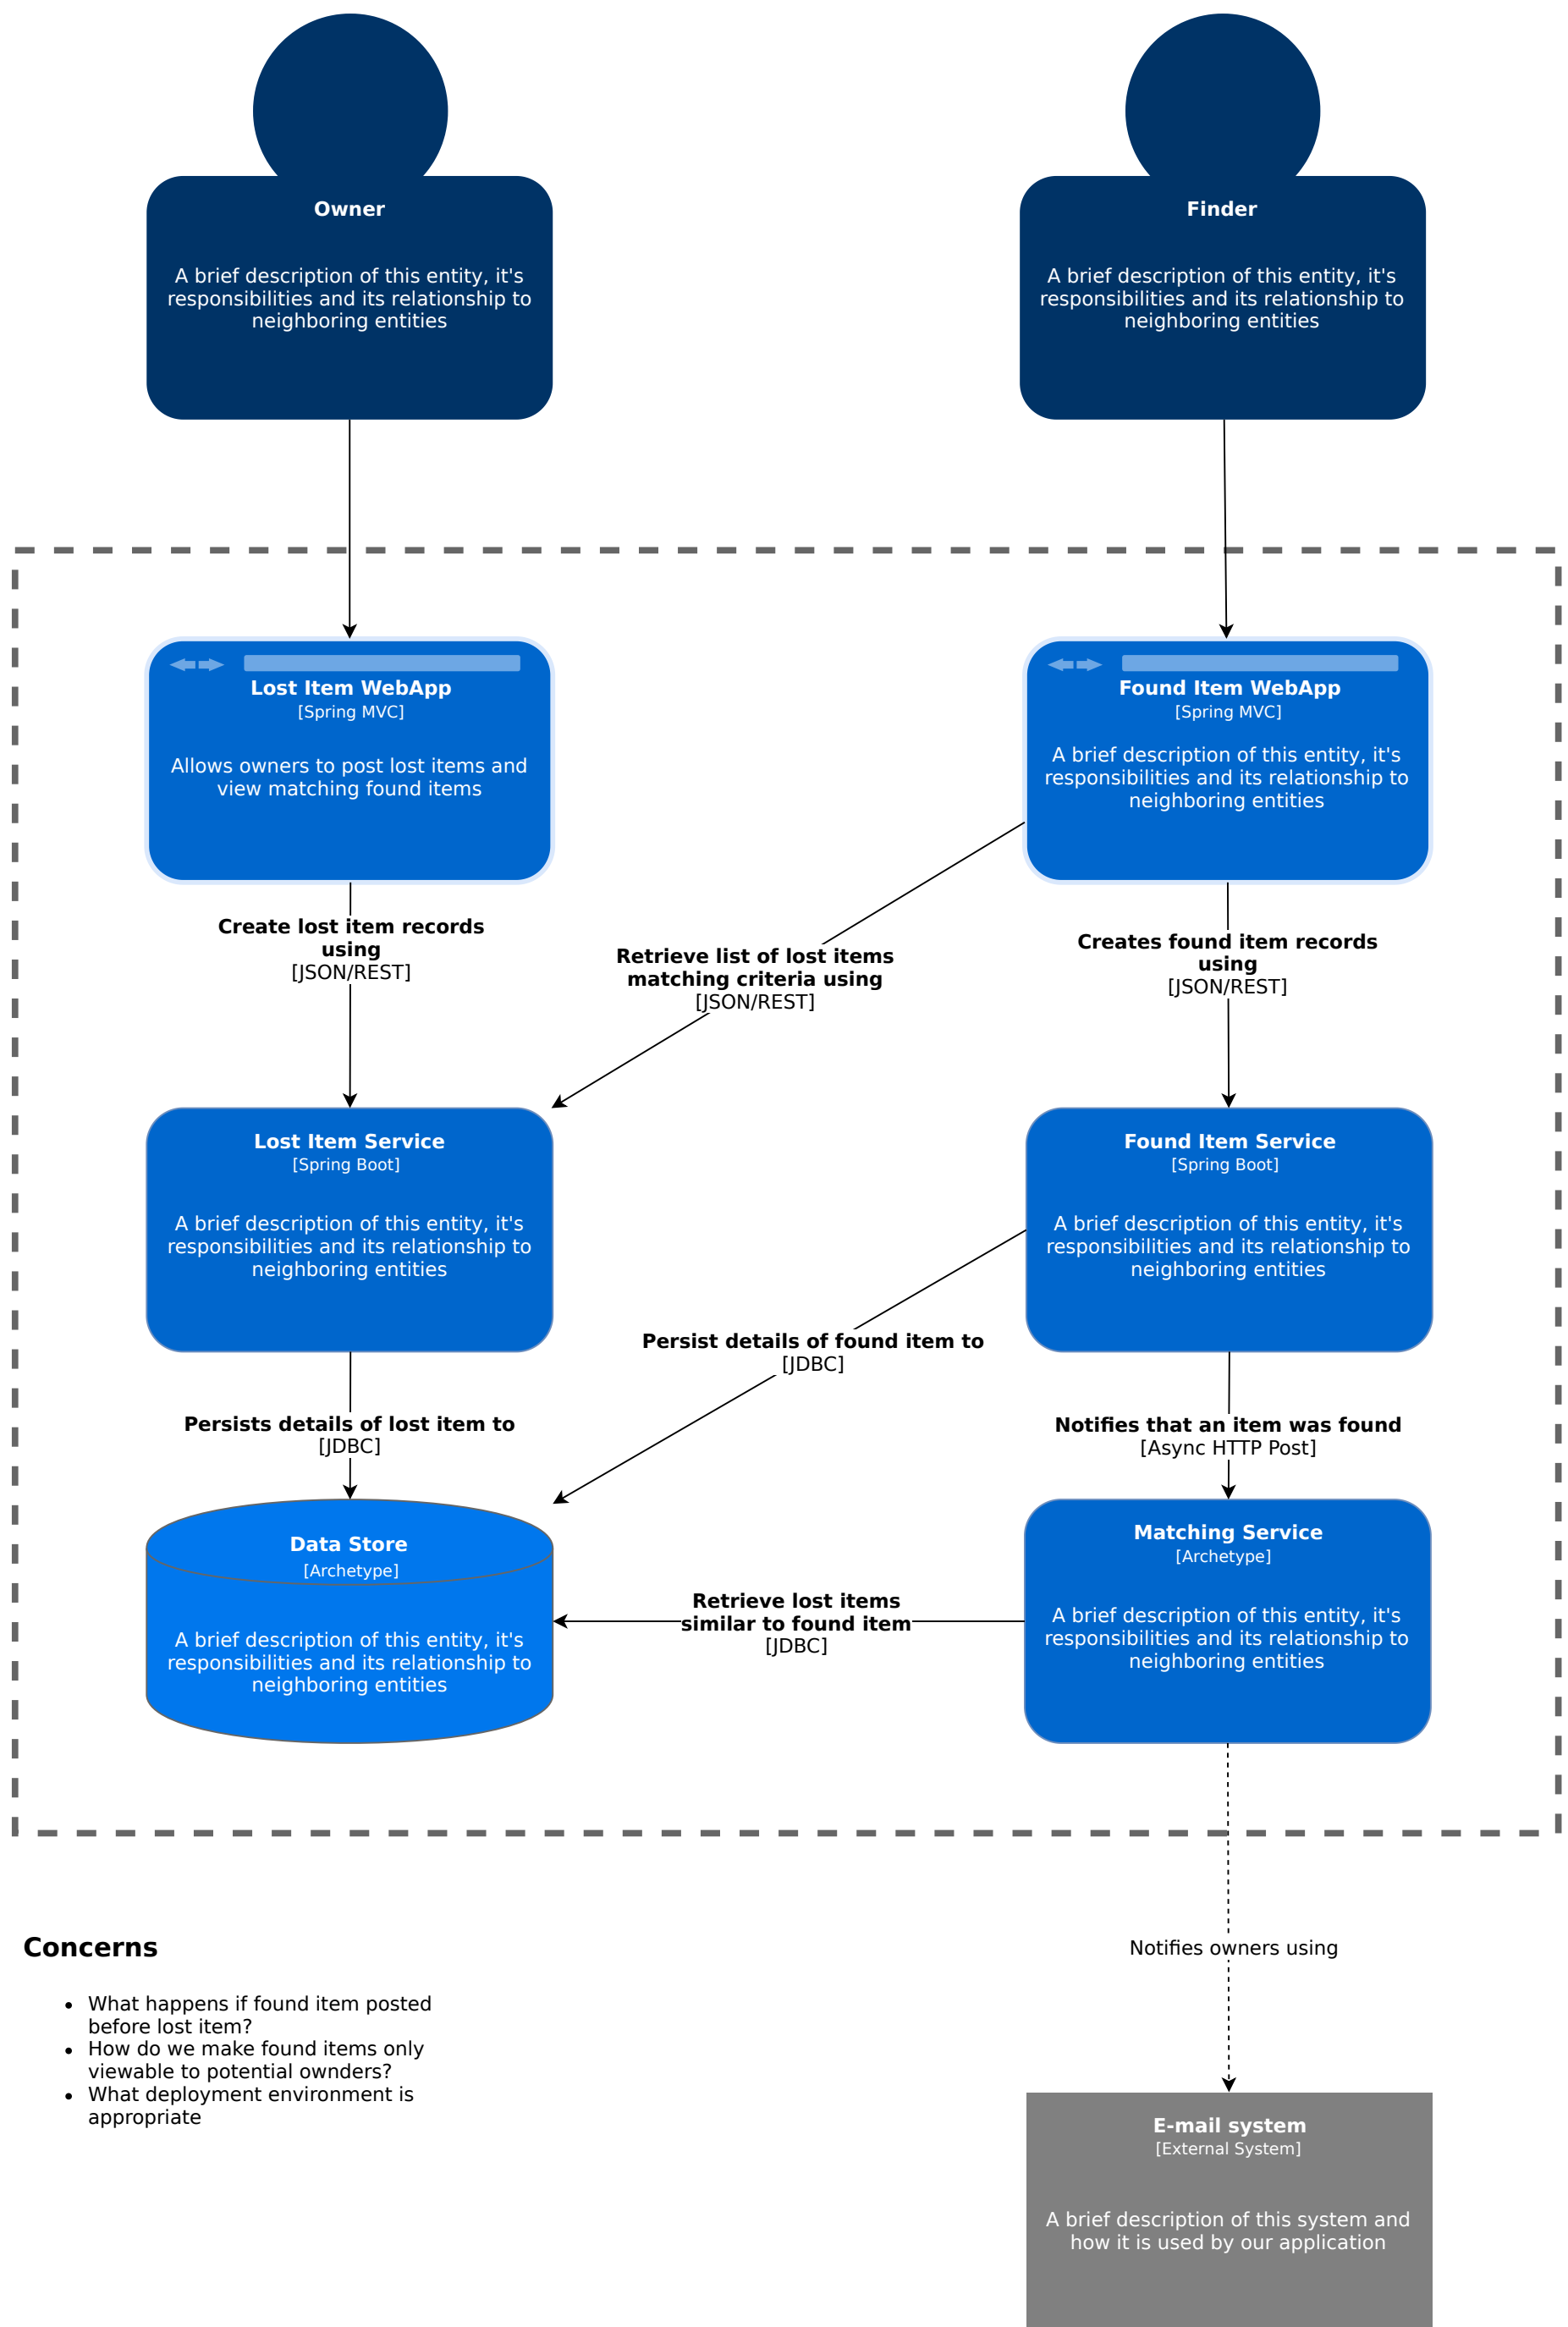 Owner
A brief description of this entity, it's
responsibilities and its relationship to
neighboring entities
Finder
A brief description of this entity, it's
responsibilities and its relationship to
neighboring entities
Lost Item WebApp
[Spring MVC]
Allows owners to post lost items and
view matching found items
Found Item WebApp
[Spring MVC]
A brief description of this entity, it's
responsibilities and its relationship to
neighboring entities
Create lost item records
using
[JSON/REST]
Retrieve list of lost items
matching criteria using
[JSON/REST]
Creates found item records
using
[JSON/REST]
Lost Item Service
[Spring Boot]
A brief description of this entity, it's
responsibilities and its relationship to
neighboring entities
Found Item Service
[Spring Boot]
A brief description of this entity, it's
responsibilities and its relationship to
neighboring entities
Persist details of found item to
[JDBC]
Persists details of lost item to
[JDBC]
Notifies that an item was found
[Async HTTP Post]
Data Store
[Archetype]
A brief description of this entity, it's
responsibilities and its relationship to
neighboring entities
Retrieve lost items
similar to found item
[JDBC]
Matching Service
[Archetype]
A brief description of this entity, it's
responsibilities and its relationship to
neighboring entities
Concerns
What happens if found item posted
before lost item?
How do we make found items only
viewable to potential ownders?
What deployment environment is
appropriate
Notifies owners using
E-mail system
[External System]
A brief description of this system and
how it is used by our application